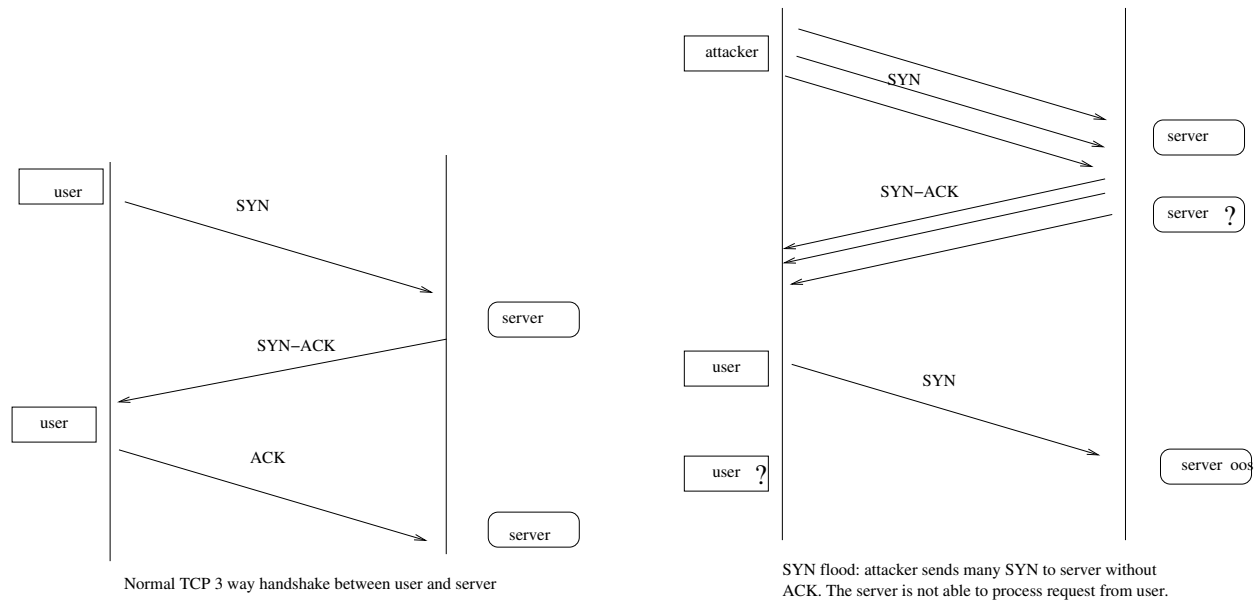 user
SYN
server
SYN−ACK
user
ACK
server
Normal TCP 3 way handshake between user and server
attacker
SYN
server
SYN−ACK
server ?
user
SYN
server oos
user ?
SYN flood: attacker sends many SYN to server without
ACK. The server is not able to process request from user.